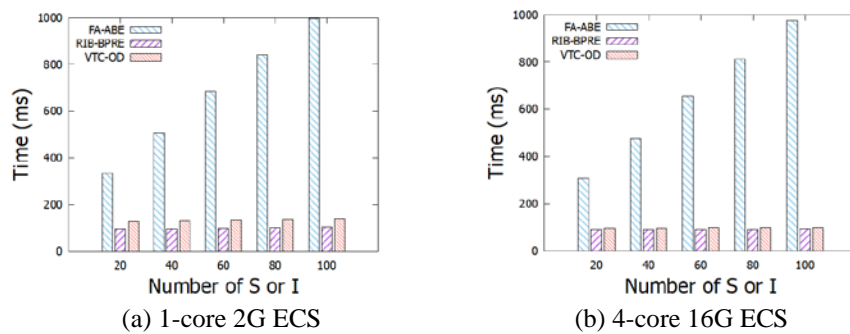 1000
800
600
400
200
0
Time (ms)
FA-ABE
RIB-BPRE
VTC-OD
20 40 60 80 100
Number of S or I
(a) 1-core 2G ECS
1000
800
600
400
200
0
Time (ms)
FA-ABE
RIB-BPRE
VTC-OD
20 40 60 80 100
Number of S or I
(b) 4-core 16G ECS